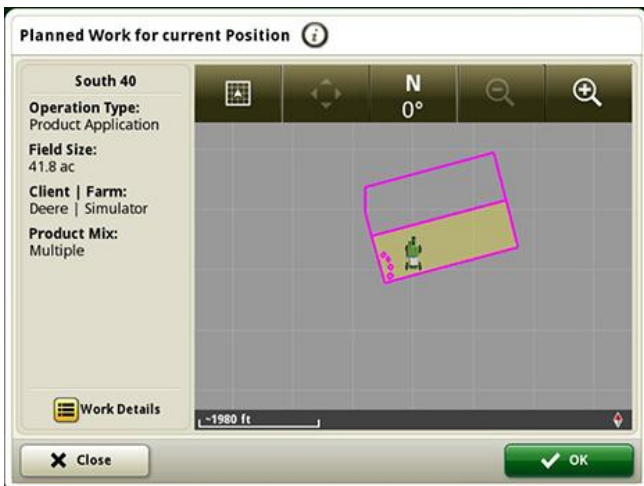 Planned Work for current Position
South 40
Operation Type:
Product Application
Field Size:
41.8 ac
Client | Farm:
Deere | Simulator
Product Mix:
Multiple
Work Details
N
0°
~1980 ft
Close
OK